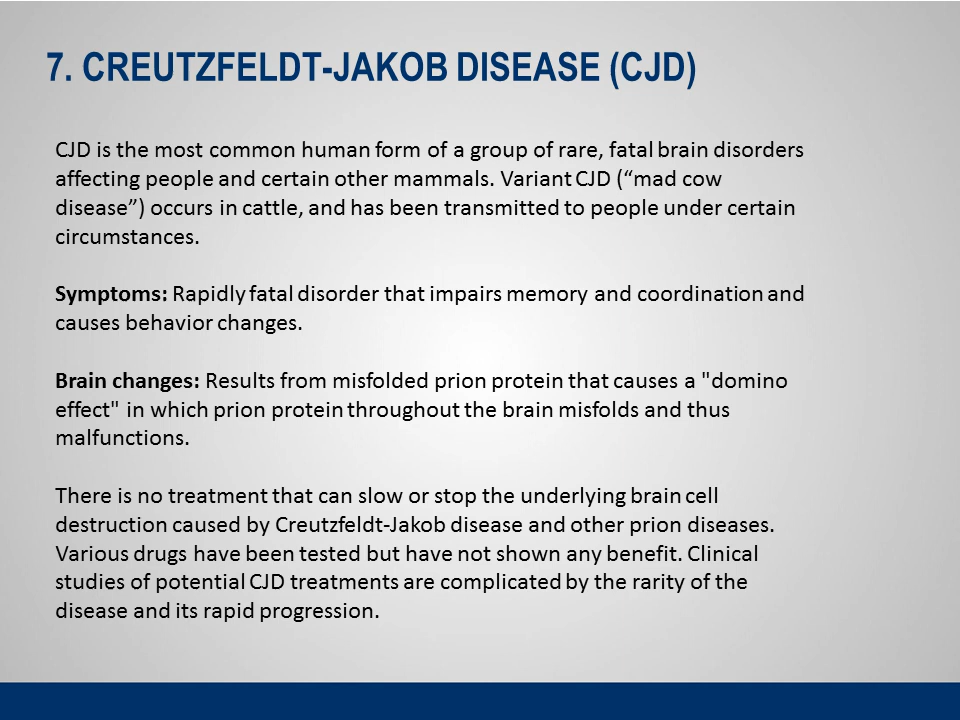 7. CREUTZFELDT-JAKOB DISEASE (CJD)
CJD is the most common human form of a group of rare, fatal brain disorders
affecting people and certain other mammals. Variant CJD (“mad cow
disease”) occurs in cattle, and has been transmitted to people under certain
circumstances.
Symptoms: Rapidly fatal disorder that impairs memory and coordination and
causes behavior changes.
Brain changes: Results from misfolded prion protein that causes a "domino
effect" in which prion protein throughout the brain misfolds and thus
malfunctions.
There is no treatment that can slow or stop the underlying brain cell
destruction caused by Creutzfeldt-Jakob disease and other prion diseases.
Various drugs have been tested but have not shown any benefit. Clinical
studies of potential CJD treatments are complicated by the rarity of the
disease and its rapid progression.